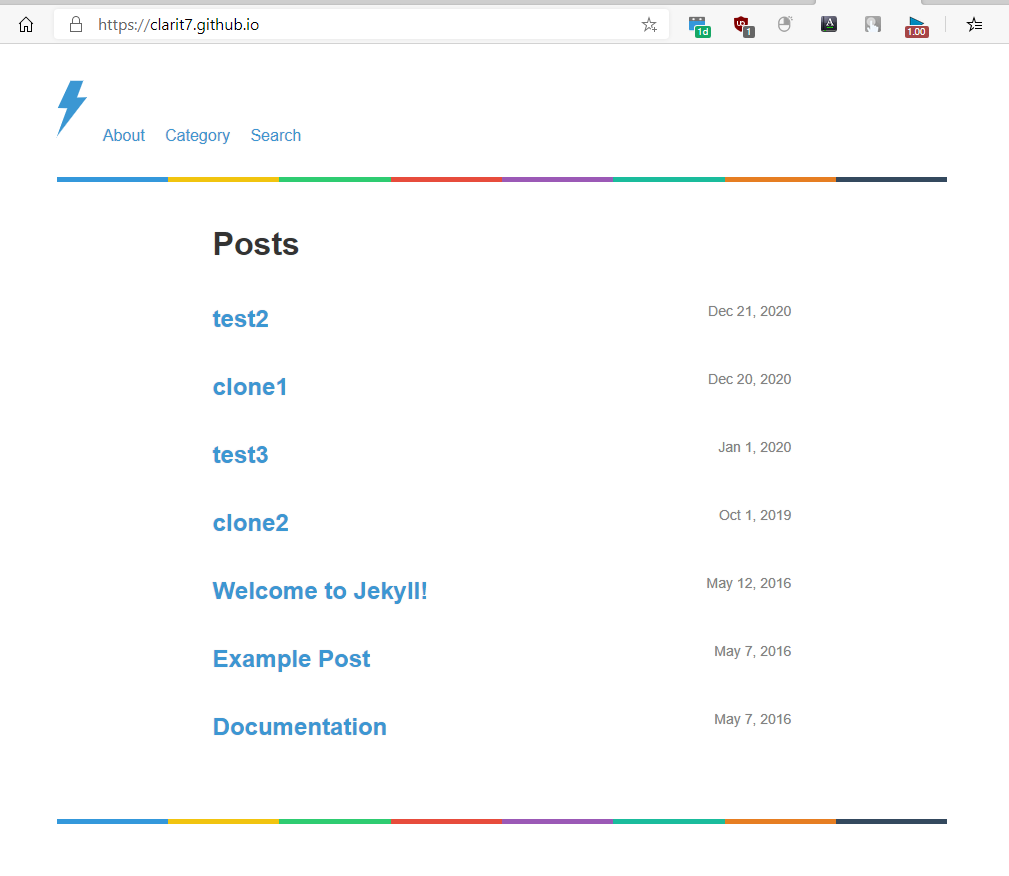 https://clarit7.github.io
1d
1
A
1.00
About Category Search
Posts
test2 Dec 21, 2020
clone1 Dec 20, 2020
test3 Jan 1, 2020
clone2 Oct 1, 2019
Welcome to Jekyll! May 12, 2016
Example Post May 7, 2016
Documentation May 7, 2016